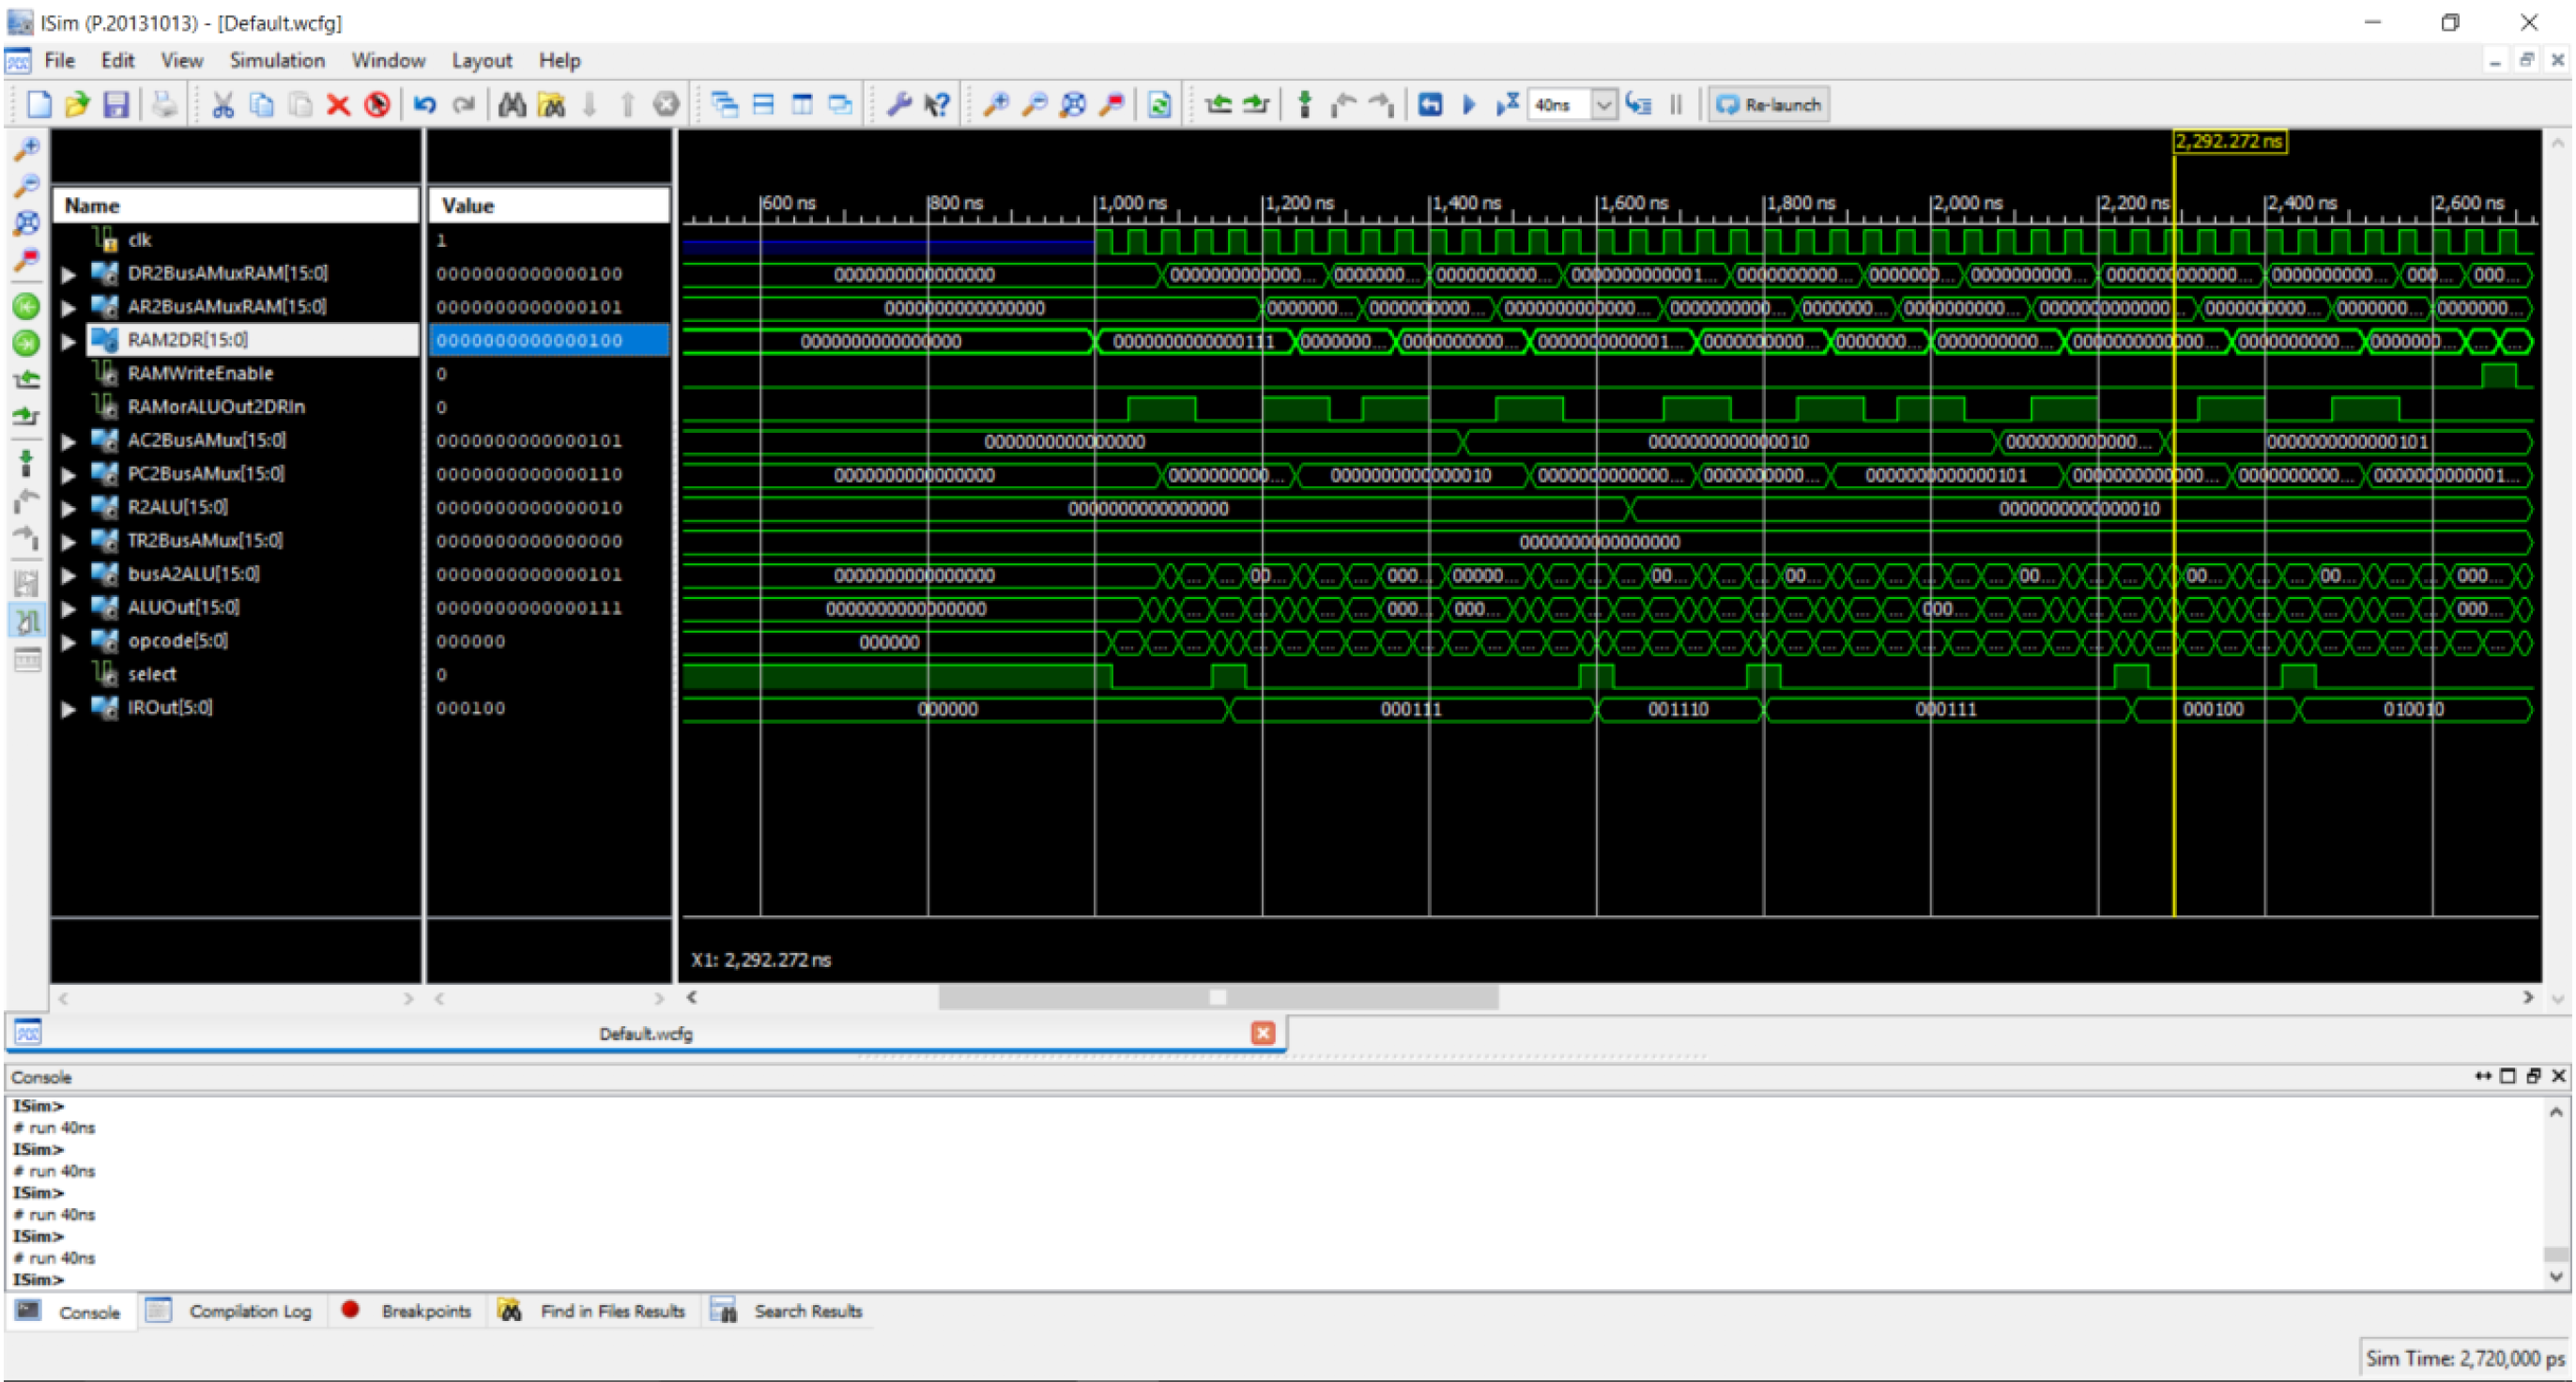 ISim (P.20131013) - [Default.wcfg]
File Edit View Simulation Window Layout Help
40ns Re-launch
2,292.272 ns
Name Value
600 ns 800 ns 1,000 ns 1,200 ns 1,400 ns 1,600 ns 1,800 ns 2,000 ns 2,200 ns 2,400 ns 2,600 ns
clk 1
DR2BusAMuxRAM[15:0] 0000000000000100 0000000000000000 0000000000000... 0000000... 0000000000... 0000000000001... 0000000000... 0000000... 0000000000... 0000000000000... 0000000000... 000... 000...
AR2BusAMuxRAM[15:0] 0000000000000101 0000000000000000 0000000... 0000000000... 0000000000000... 0000000000... 0000000... 0000000000... 0000000000000... 0000000000... 0000000... 0000000...
RAM2DR[15:0] 0000000000000100 0000000000000000 0000000000000111 0000000... 0000000000... 0000000000001... 0000000000... 0000000... 0000000000... 0000000000000... 0000000000... 0000000... ... ...
RAMWriteEnable 0
RAMorALUOut2DRIn 0
AC2BusAMux[15:0] 0000000000000101 0000000000000000 0000000000000010 0000000000000... 0000000000000101
PC2BusAMux[15:0] 0000000000000110 0000000000000000 0000000000... 0000000000000010 0000000000000... 0000000000... 0000000000000101 0000000000000... 0000000000... 0000000000001...
R2ALU[15:0] 0000000000000010 0000000000000000 0000000000000010
TR2BusAMux[15:0] 0000000000000000 0000000000000000
busA2ALU[15:0] 0000000000000101 0000000000000000 ... ... 00... ... ... 000... 00000... ... ... 00... ... ... 00... ... ... 00... ... ... 00... ... 00... ... 000...
ALUOut[15:0] 0000000000000111 0000000000000000 ... ... ... ... ... 000... 000... ... ... ... ... ... ... ... 000... ... ... ... ... ... ... ... 000...
opcode[5:0] 000000 000000 ... ... ... ... ... ... ... ... ... ... ... ... ... ... ... ... ... ... ... ... ... ...
select 0
IROut[5:0] 000100 000000 000111 001110 000111 000100 010010
X1: 2,292.272 ns
Default.wcfg
Console
ISim>
# run 40ns
ISim>
# run 40ns
ISim>
# run 40ns
ISim>
# run 40ns
ISim>
Console Compilation Log Breakpoints Find in Files Results Search Results
Sim Time: 2,720,000 ps